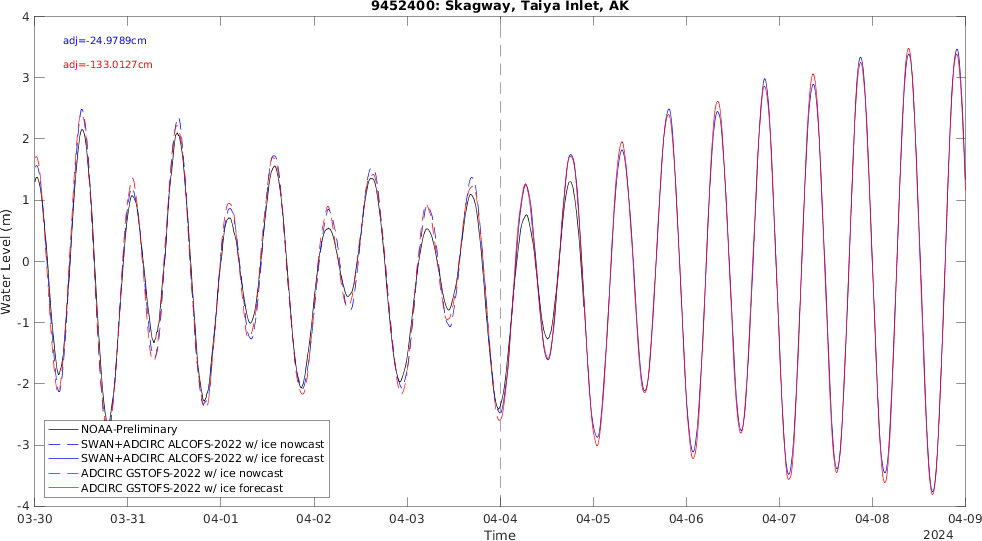 9452400: Skagway, Taiya Inlet, AK
adj=-24.9789cm
adj=-133.0127cm
Water Level (m)
4
3
2
1
0
-1
-2
-3
-4
NOAA-Preliminary
SWAN+ADCIRC ALCOFS-2022 w/ ice nowcast
SWAN+ADCIRC ALCOFS-2022 w/ ice forecast
ADCIRC GSTOFS-2022 w/ ice nowcast
ADCIRC GSTOFS-2022 w/ ice forecast
03-30 03-31 04-01 04-02 04-03 04-04 04-05 04-06 04-07 04-08 04-09
Time
2024